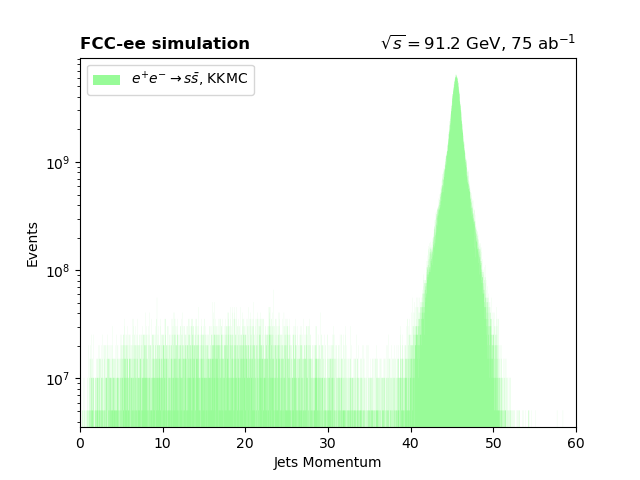 FCC-ee simulation
√s = 91.2 GeV, 75 ab⁻¹
e⁺e⁻ → ss̄, KKMC
Events
10⁹
10⁸
10⁷
0 10 20 30 40 50 60
Jets Momentum